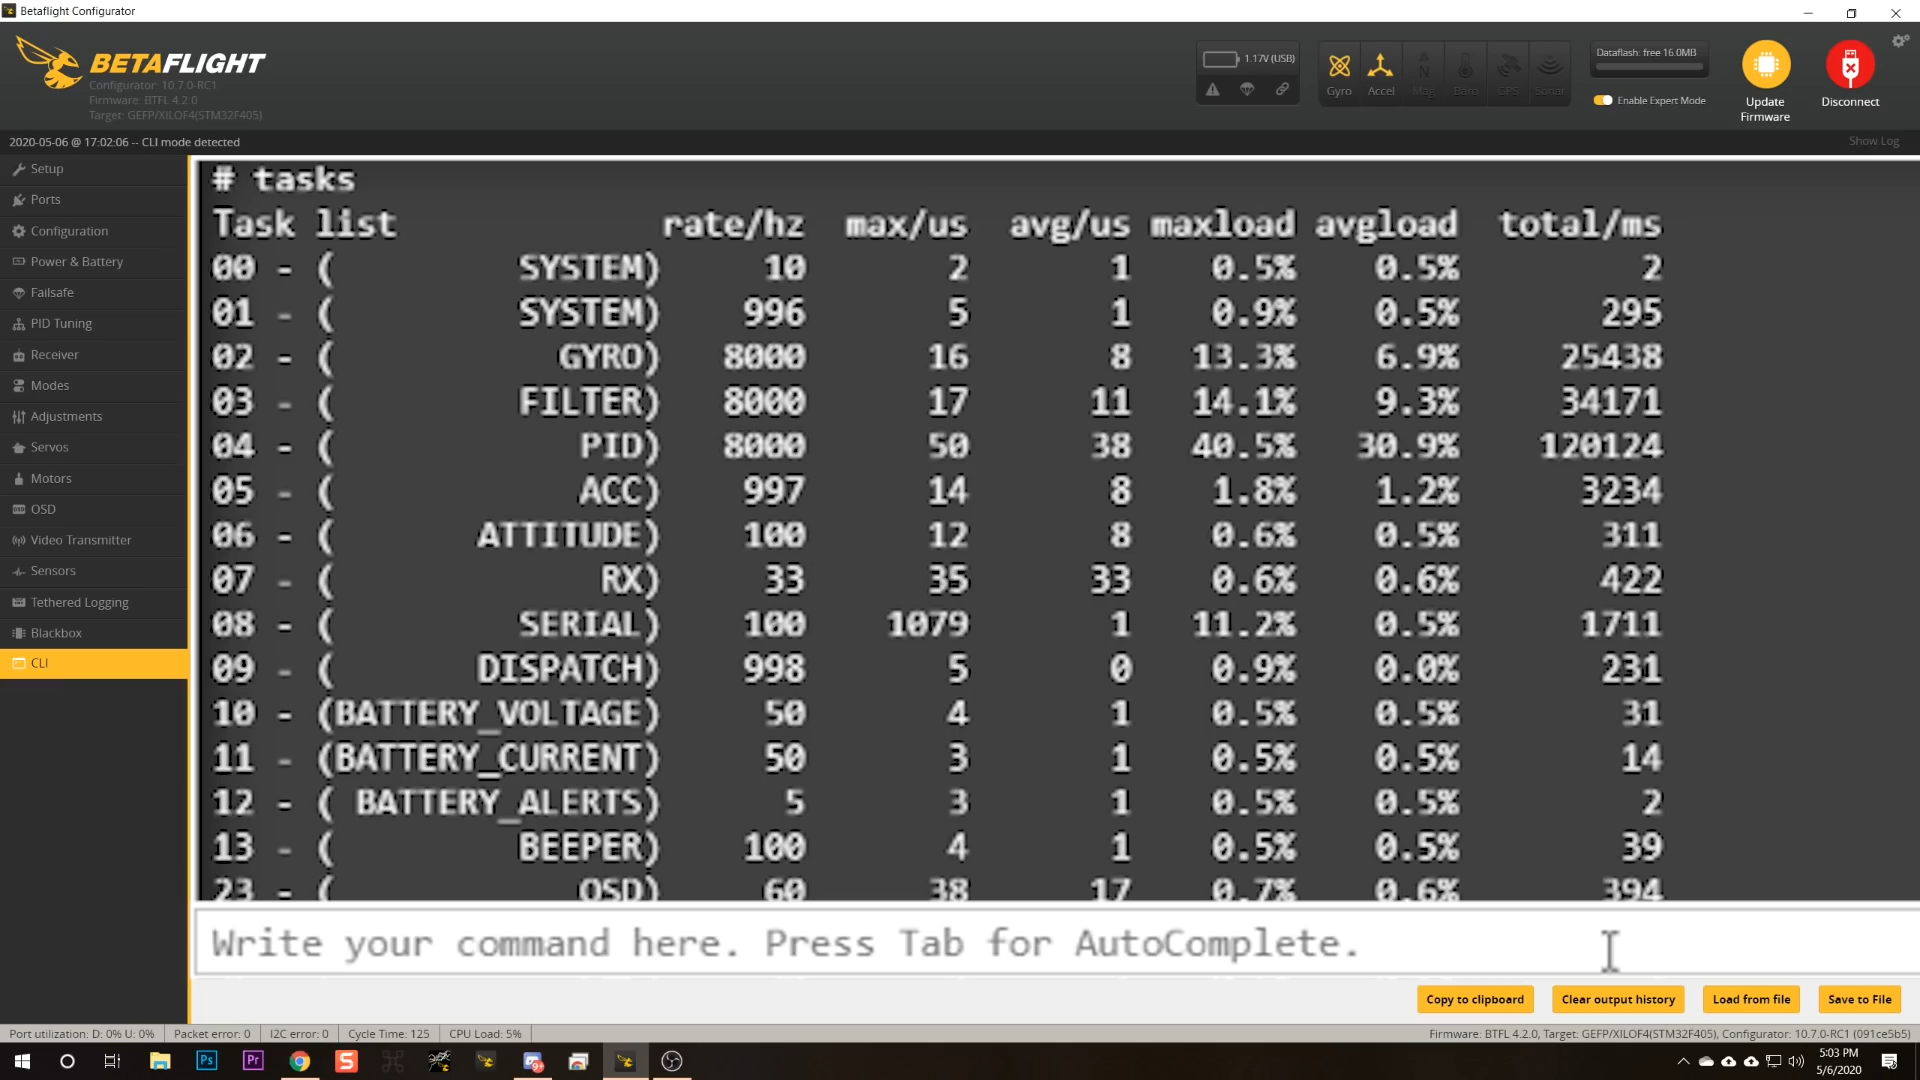 Betaflight Configurator
BETAFLIGHT
Configurator: 10.7.0-RC1
Firmware: BTFL 4.2.0
Target: GEFP/XILOF4(STM32F405)
1.17V (USB)
Gyro Accel Mag Baro GPS Sonar
Dataflash: free 16.0MB
Enable Expert Mode
Update Firmware
Disconnect
2020-05-06 @ 17:02:06 -- CLI mode detected
Show Log
Setup
Ports
Configuration
Power & Battery
Failsafe
PID Tuning
Receiver
Modes
Adjustments
Servos
Motors
OSD
Video Transmitter
Sensors
Tethered Logging
Blackbox
CLI
# tasks
Task list rate/hz max/us avg/us maxload avgload total/ms
00 - ( SYSTEM) 10 2 1 0.5% 0.5% 2
01 - ( SYSTEM) 996 5 1 0.9% 0.5% 295
02 - ( GYRO) 8000 16 8 13.3% 6.9% 25438
03 - ( FILTER) 8000 17 11 14.1% 9.3% 34171
04 - ( PID) 8000 50 38 40.5% 30.9% 120124
05 - ( ACC) 997 14 8 1.8% 1.2% 3234
06 - ( ATTITUDE) 100 12 8 0.6% 0.5% 311
07 - ( RX) 33 35 33 0.6% 0.6% 422
08 - ( SERIAL) 100 1079 1 11.2% 0.5% 1711
09 - ( DISPATCH) 998 5 0 0.9% 0.0% 231
10 - (BATTERY_VOLTAGE) 50 4 1 0.5% 0.5% 31
11 - (BATTERY_CURRENT) 50 3 1 0.5% 0.5% 14
12 - ( BATTERY_ALERTS) 5 3 1 0.5% 0.5% 2
13 - ( BEEPER) 100 4 1 0.5% 0.5% 39
23 - ( OSD) 60 38 17 0.7% 0.6% 394
Write your command here. Press Tab for AutoComplete.
Copy to clipboard Clear output history Load from file Save to File
Port utilization: D: 0% U: 0% Packet error: 0 I2C error: 0 Cycle Time: 125 CPU Load: 5% Firmware: BTFL 4.2.0, Target: GEFP/XILOF4(STM32F405), Configurator: 10.7.0-RC1 (091ce5b5)
Ps Pr S 9+
5:03 PM
5/6/2020